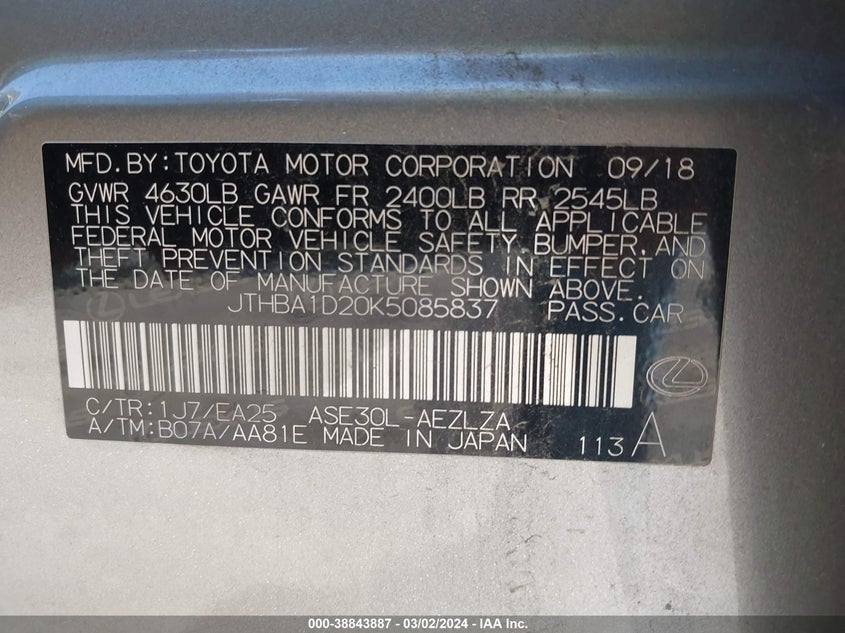 MFD.BY:TOYOTA MOTOR CORPORATION 09/18
GVWR 4630LB GAWR FR 2400LB RR 2545LB
THIS VEHICLE CONFORMS TO ALL APPLICABLE
FEDERAL MOTOR VEHICLE SAFETY, BUMPER, AND
THEFT PREVENTION STANDARDS IN EFFECT ON
THE DATE OF MANUFACTURE SHOWN ABOVE.
JTHBA1D20K5085837 PASS.CAR
C/TR:1J7/EA25 ASE30L-AEZLZA
A/TM:B07A/AA81E MADE IN JAPAN 113A
000-38843887 - 03/02/2024 - IAA Inc.